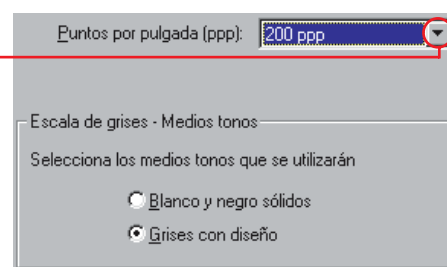 Puntos por pulgada (ppp): 200 ppp
Escala de grises - Medios tonos
Selecciona los medios tonos que se utilizarán
Blanco y negro sólidos
Grises con diseño